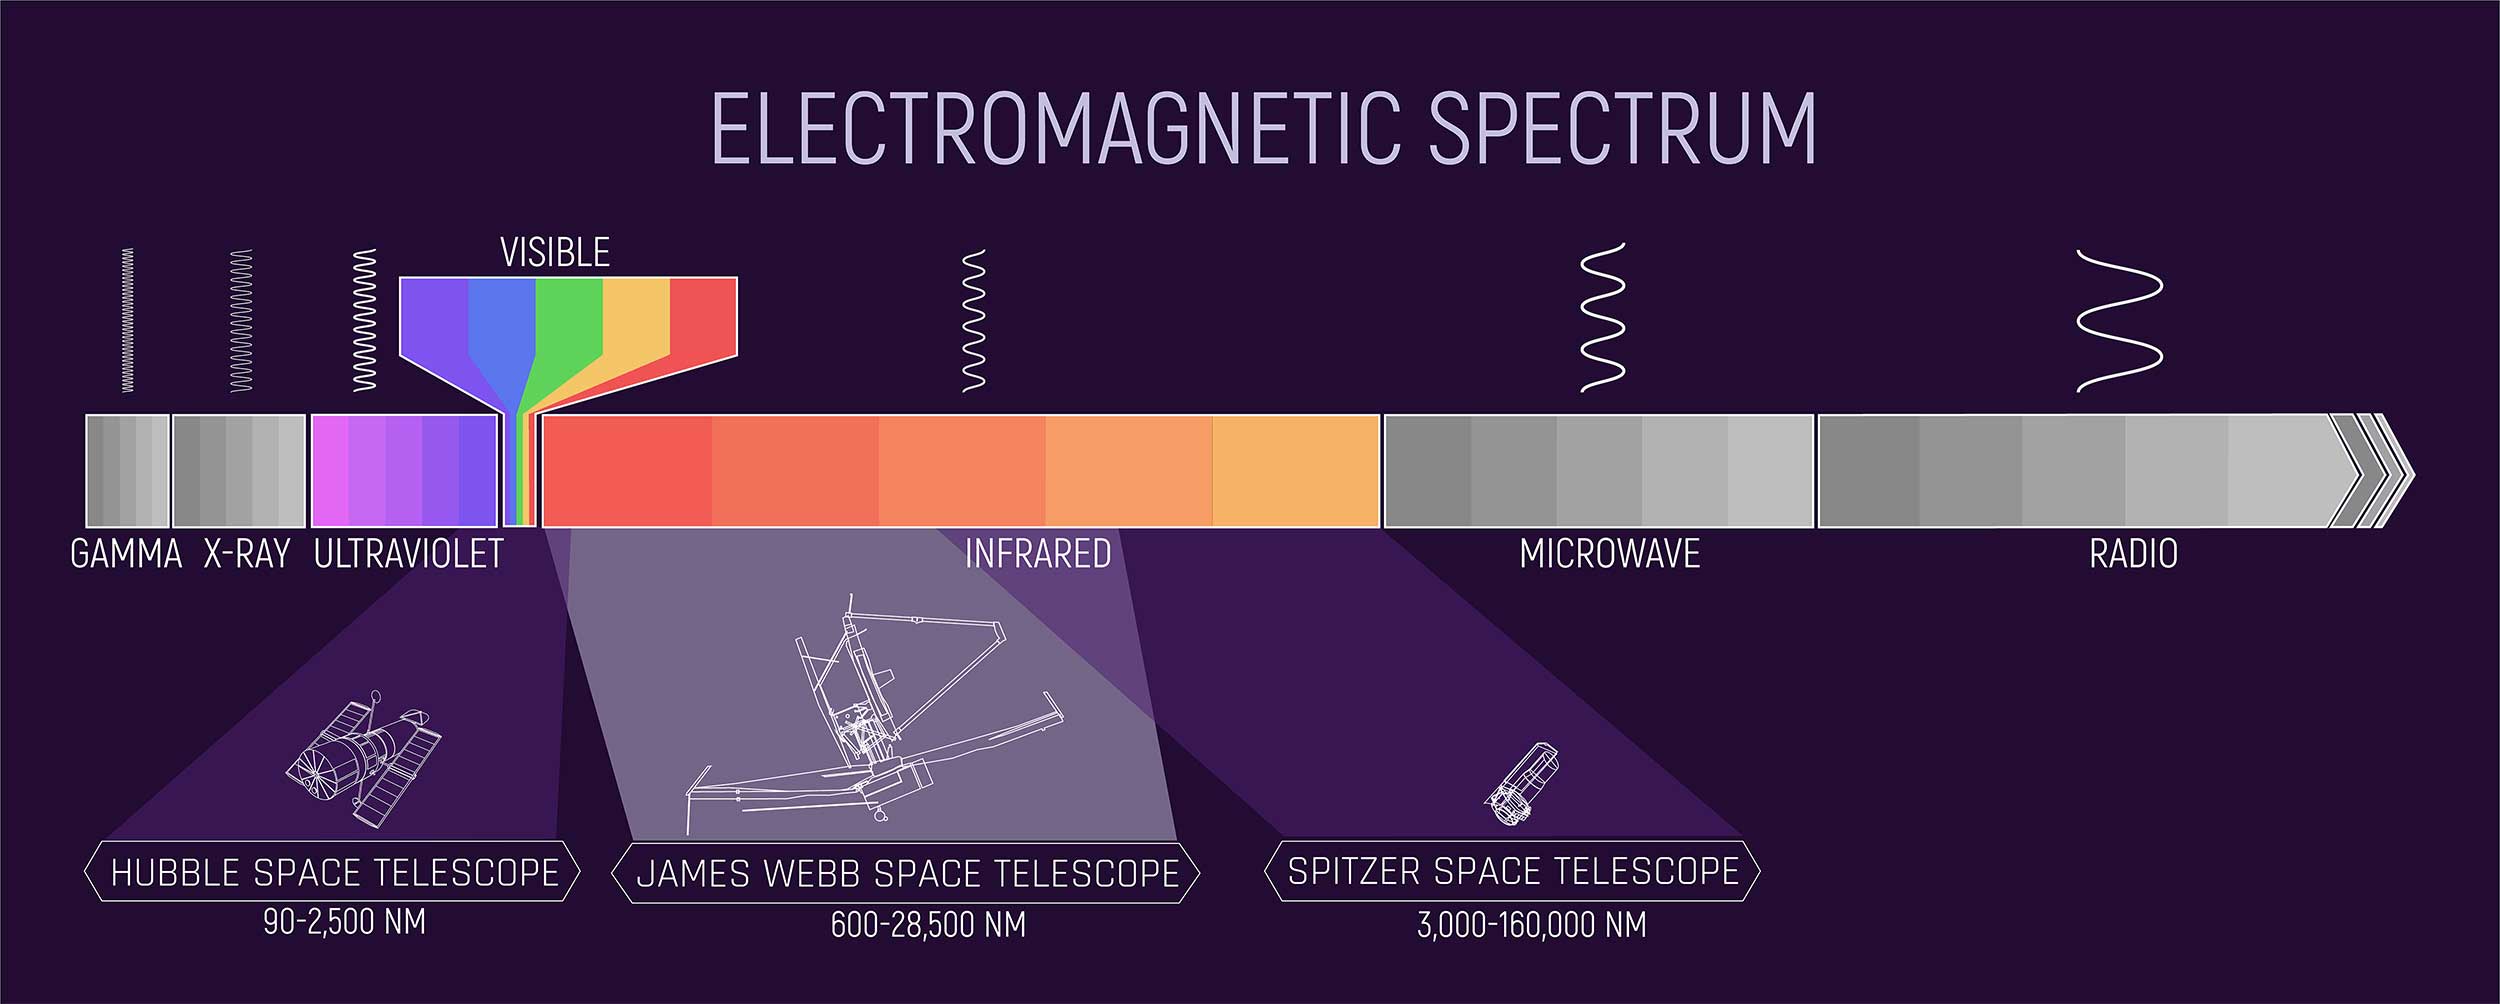 ELECTROMAGNETIC SPECTRUM
VISIBLE
GAMMA
X-RAY
ULTRAVIOLET
INFRARED
MICROWAVE
RADIO
HUBBLE SPACE TELESCOPE
90-2,500 NM
JAMES WEBB SPACE TELESCOPE
600-28,500 NM
SPITZER SPACE TELESCOPE
3,000-160,000 NM